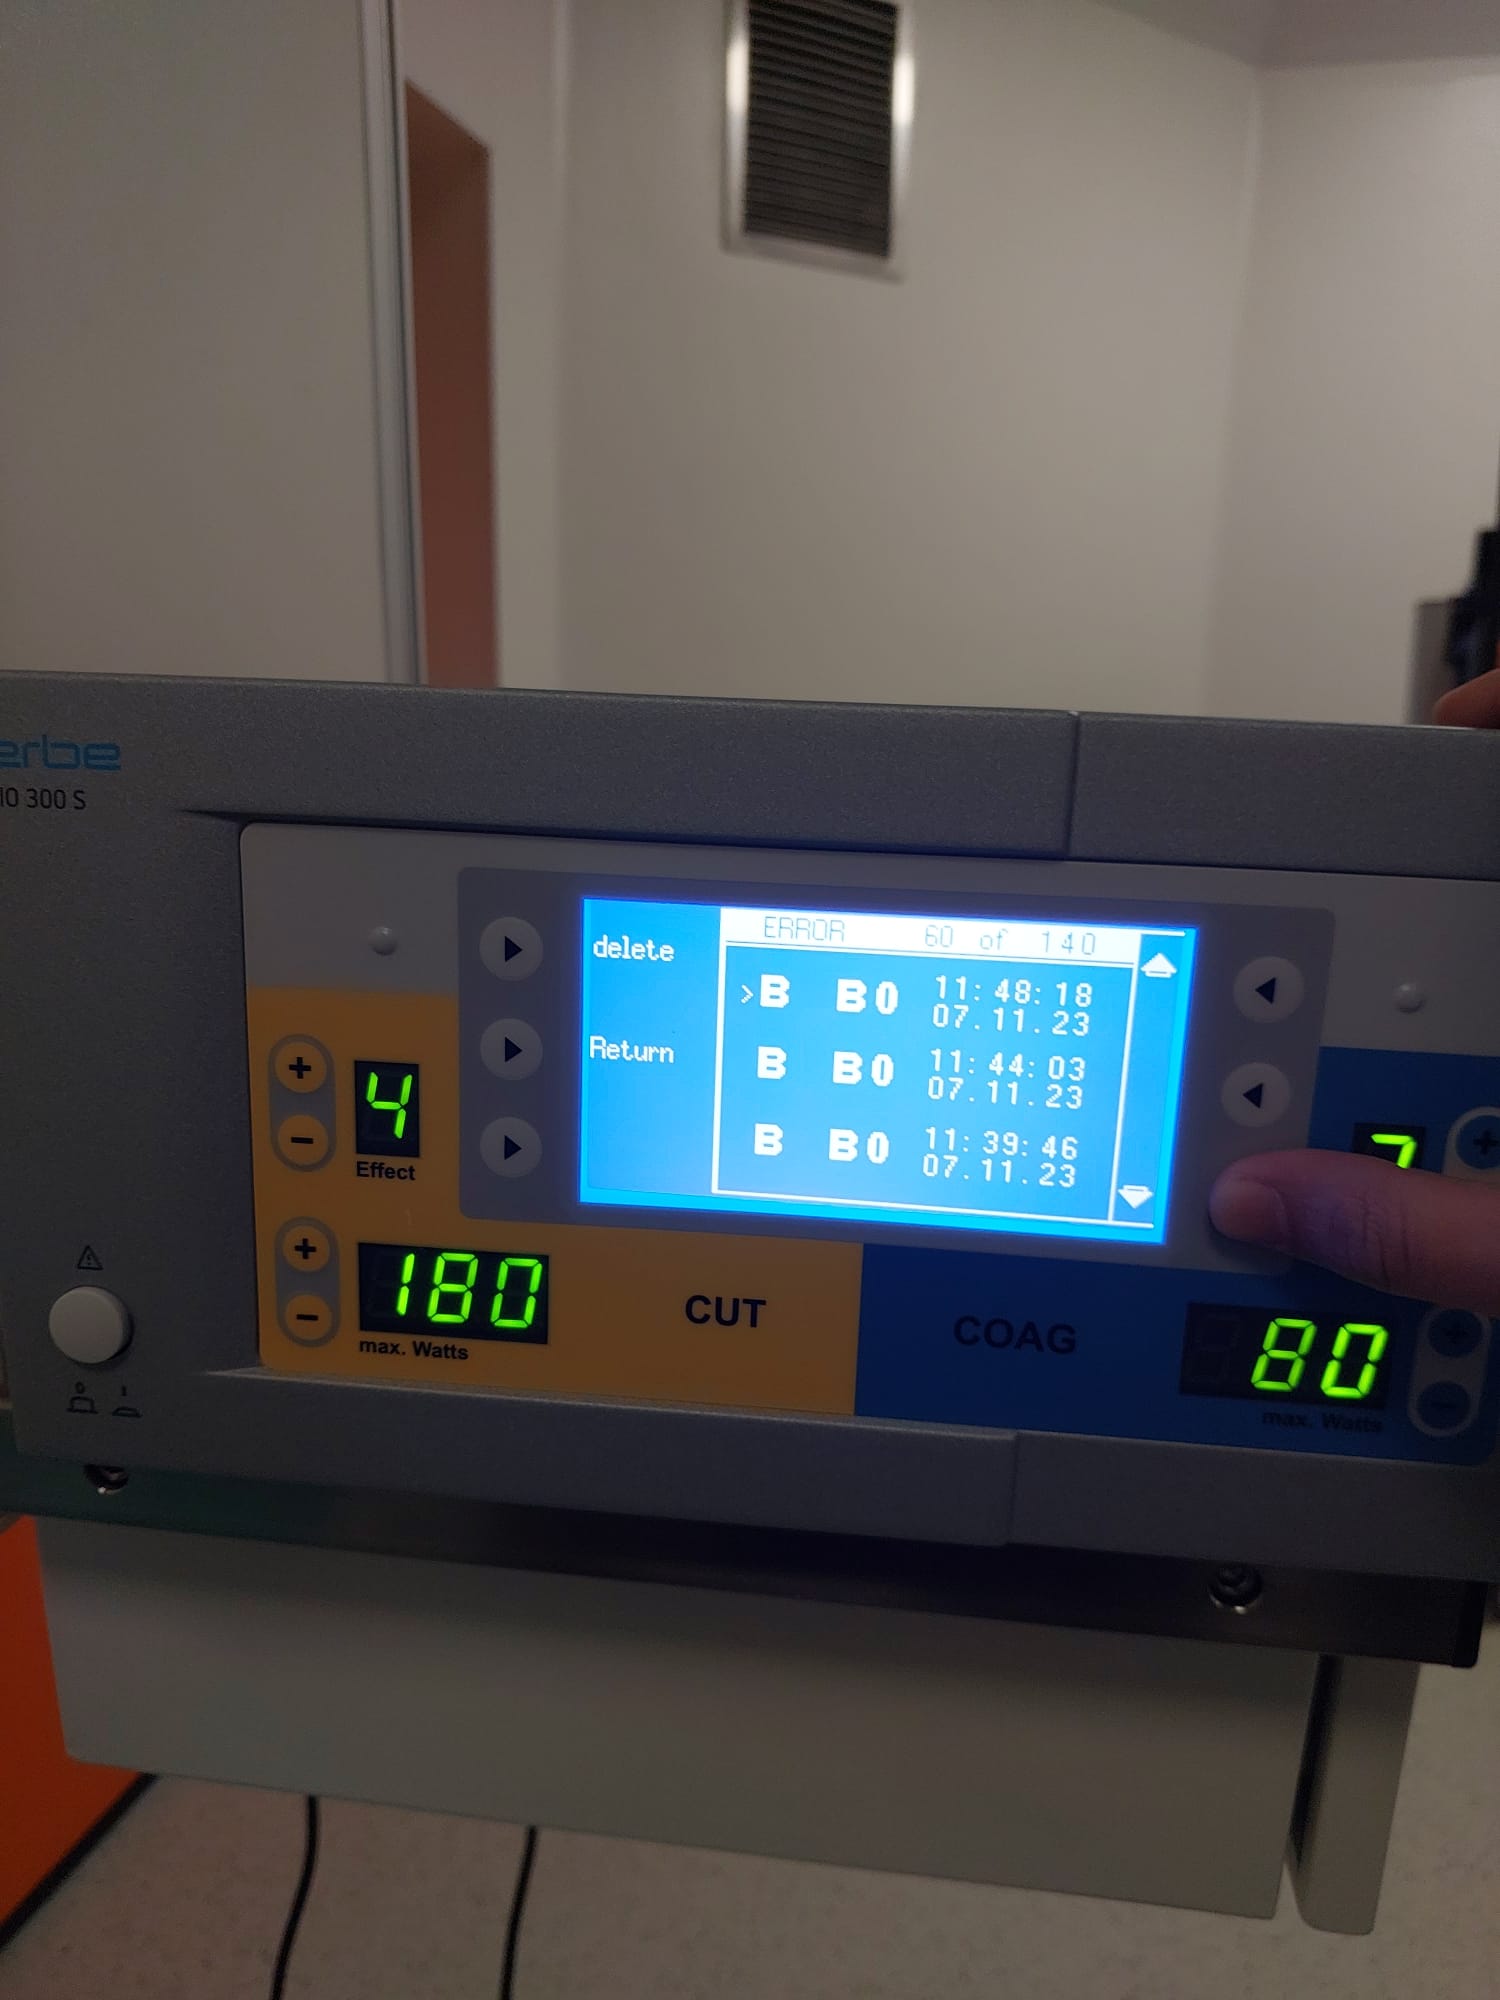 erbe
IO 300 S
delete
Return
ERROR 60 of 140
>B B0 11:48:18
07.11.23
B B0 11:44:03
07.11.23
B B0 11:39:46
07.11.23
+
-
4
Effect
7
+
+
-
180
max. Watts
CUT
COAG
80
max. Watts
+
-
0 I